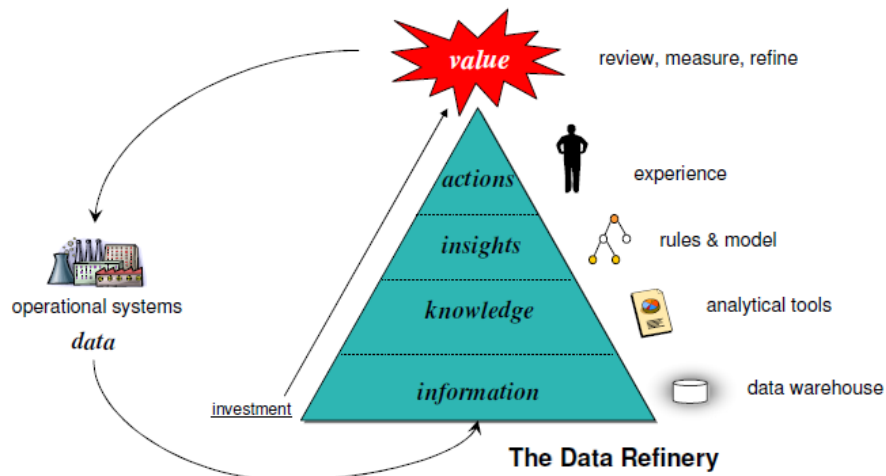 value
review, measure, refine
actions
experience
insights
rules & model
operational systems
data
knowledge
analytical tools
investment
information
data warehouse
The Data Refinery